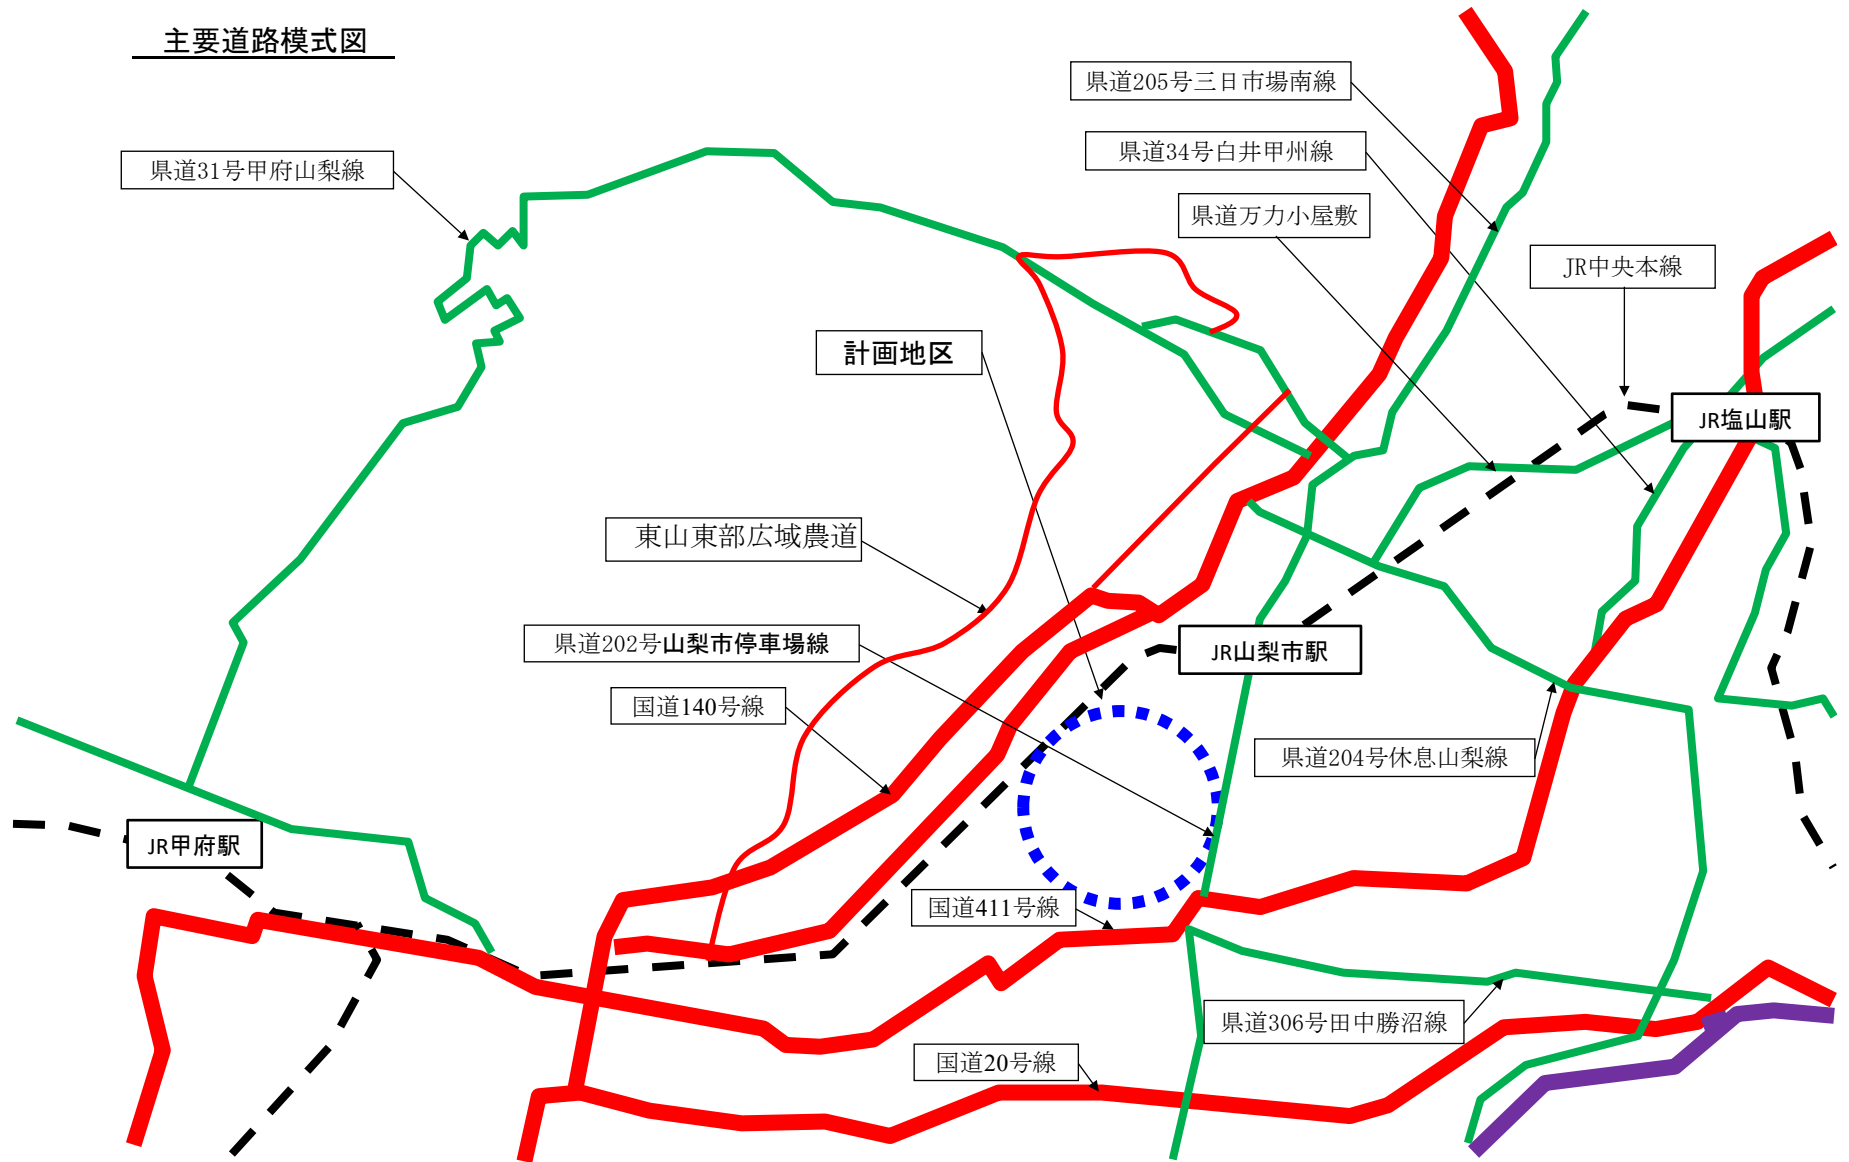 主要道路模式図
県道205号三日市場南線
県道34号白井甲州線
県道31号甲府山梨線
県道万力小屋敷
JR中央本線
計画地区
JR塩山駅
東山東部広域農道
県道202号山梨市停車場線
JR山梨市駅
国道140号線
県道204号休息山梨線
JR甲府駅
国道411号線
県道306号田中勝沼線
国道20号線